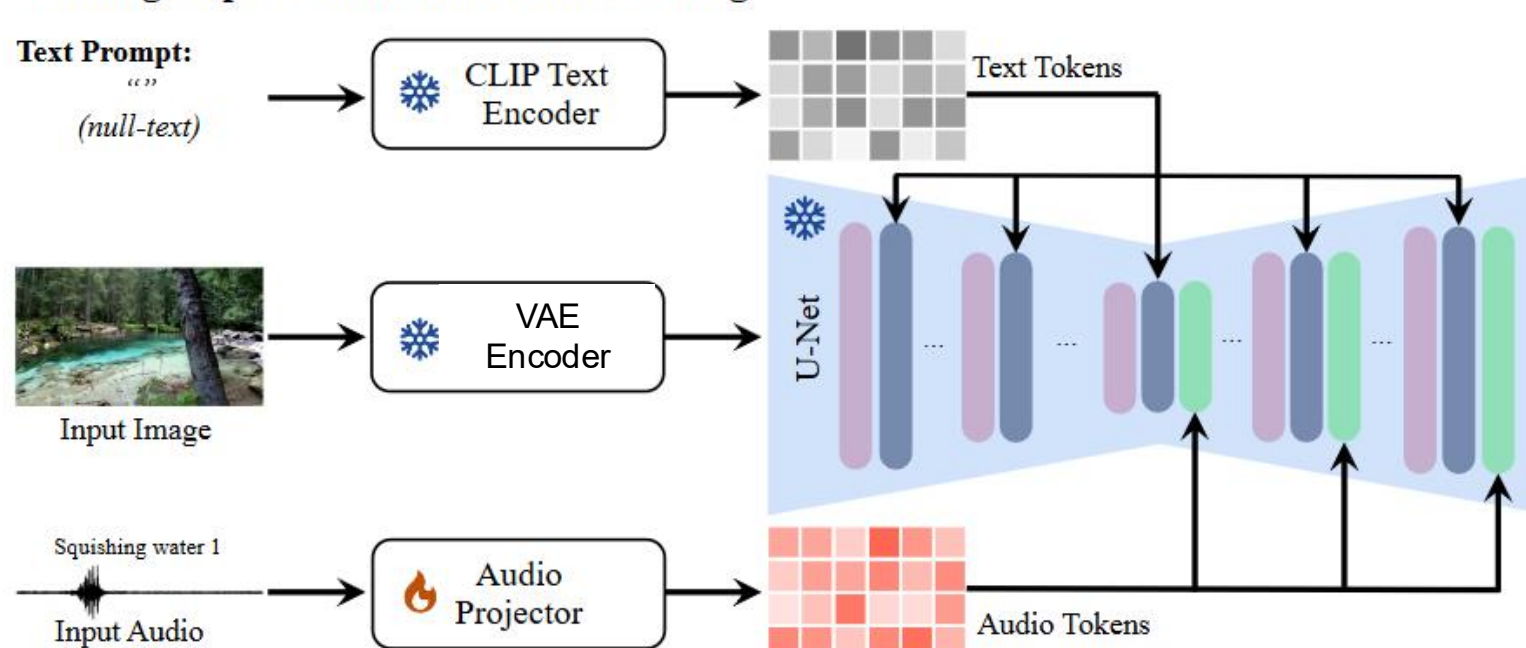 Text Prompt:
“”
(null-text)
CLIP Text
Encoder
Text Tokens
U-Net
...
...
...
...
VAE
Encoder
Input Image
Squishing water 1
Input Audio
Audio
Projector
Audio Tokens